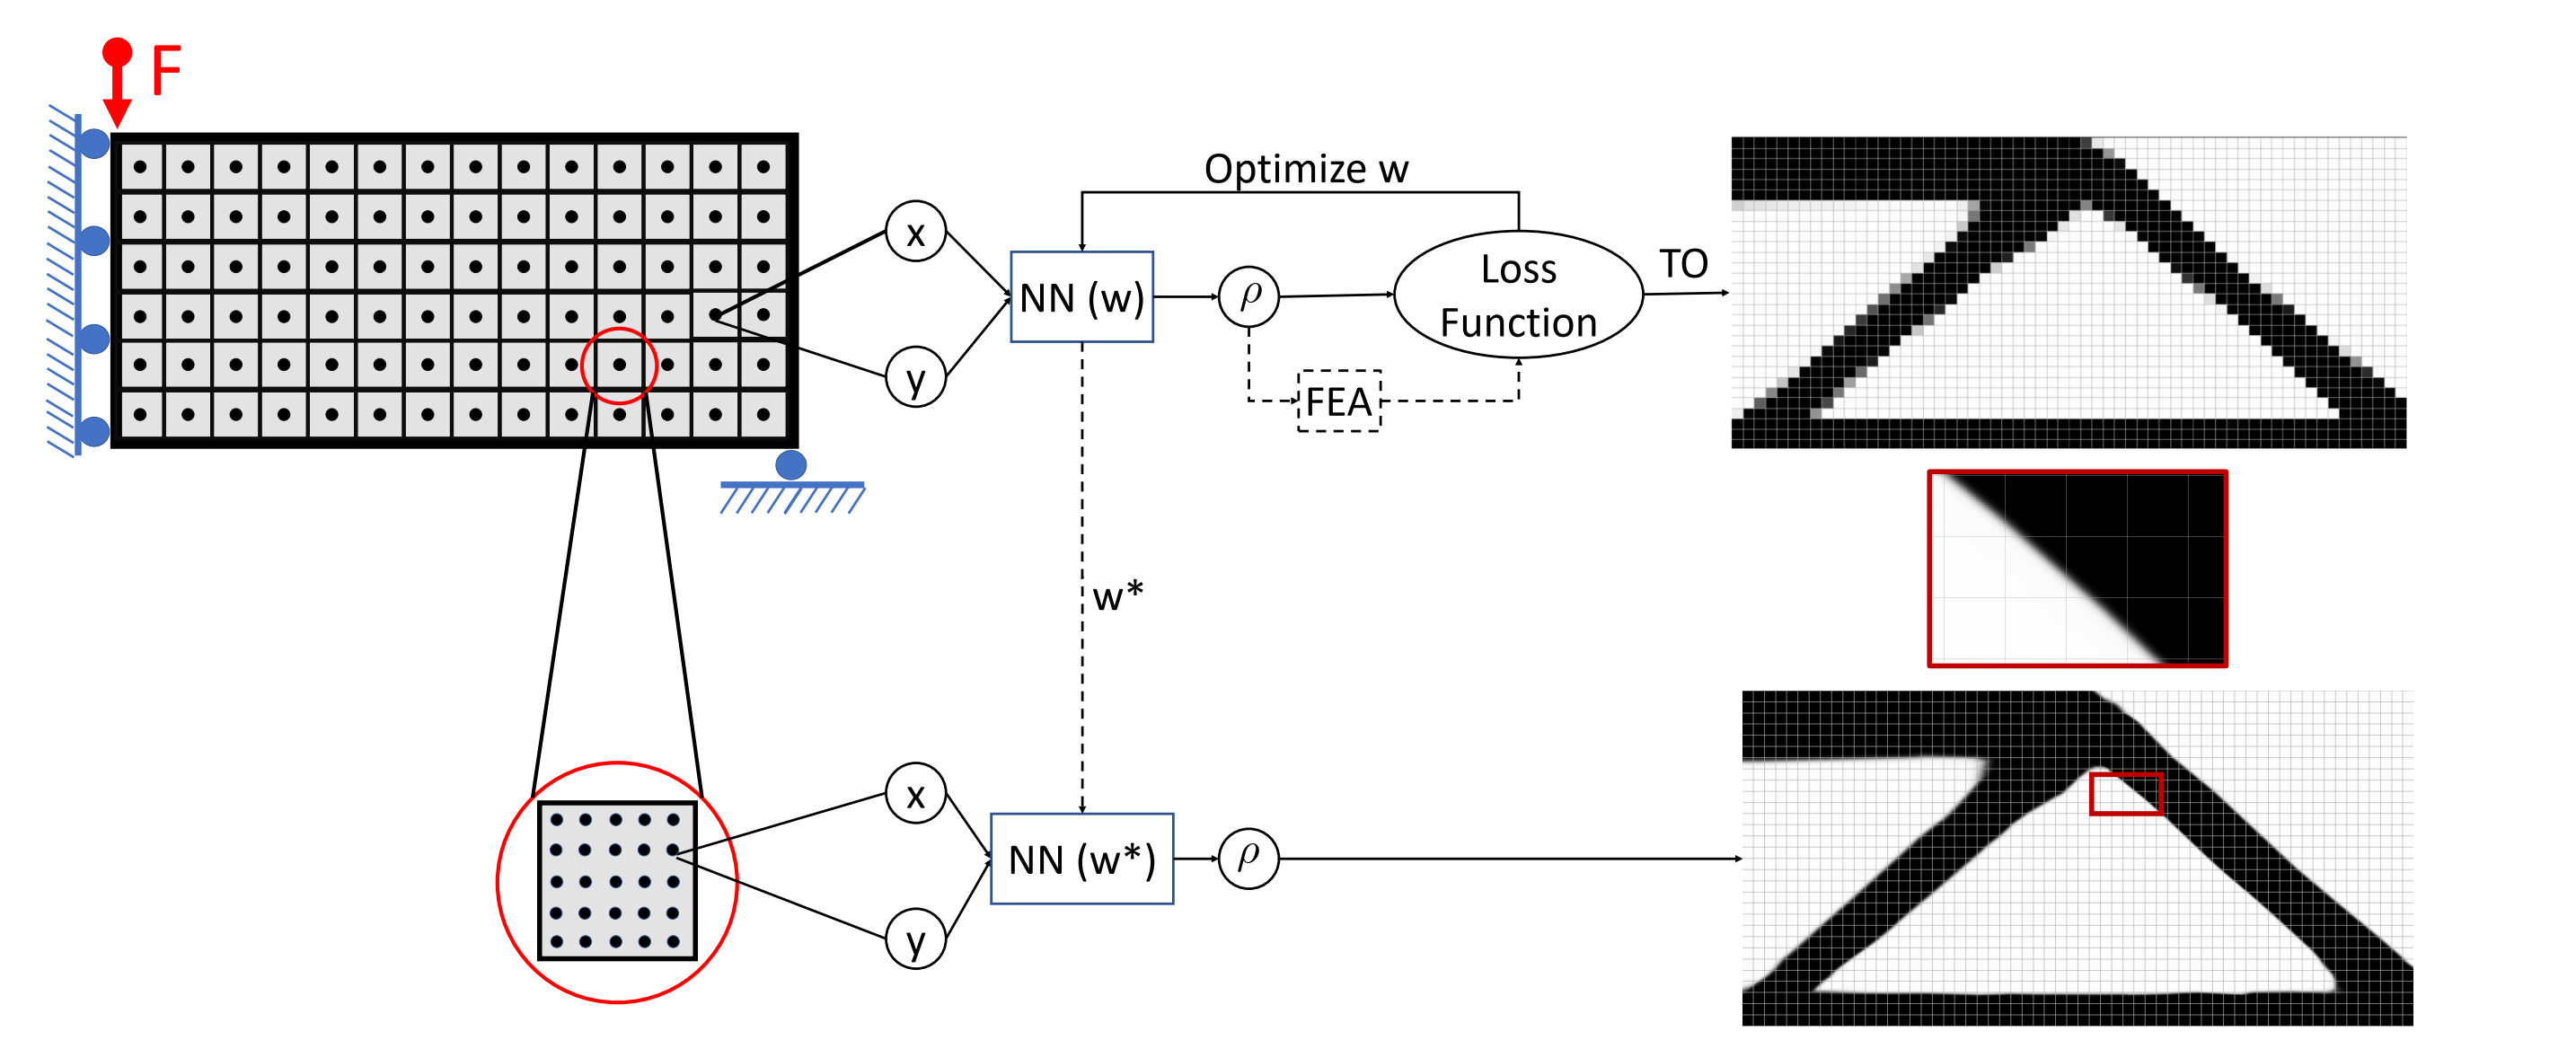 F
Optimize w
x
NN (w)
ρ
Loss
Function
TO
y
FEA
w*
x
NN (w*)
ρ
y